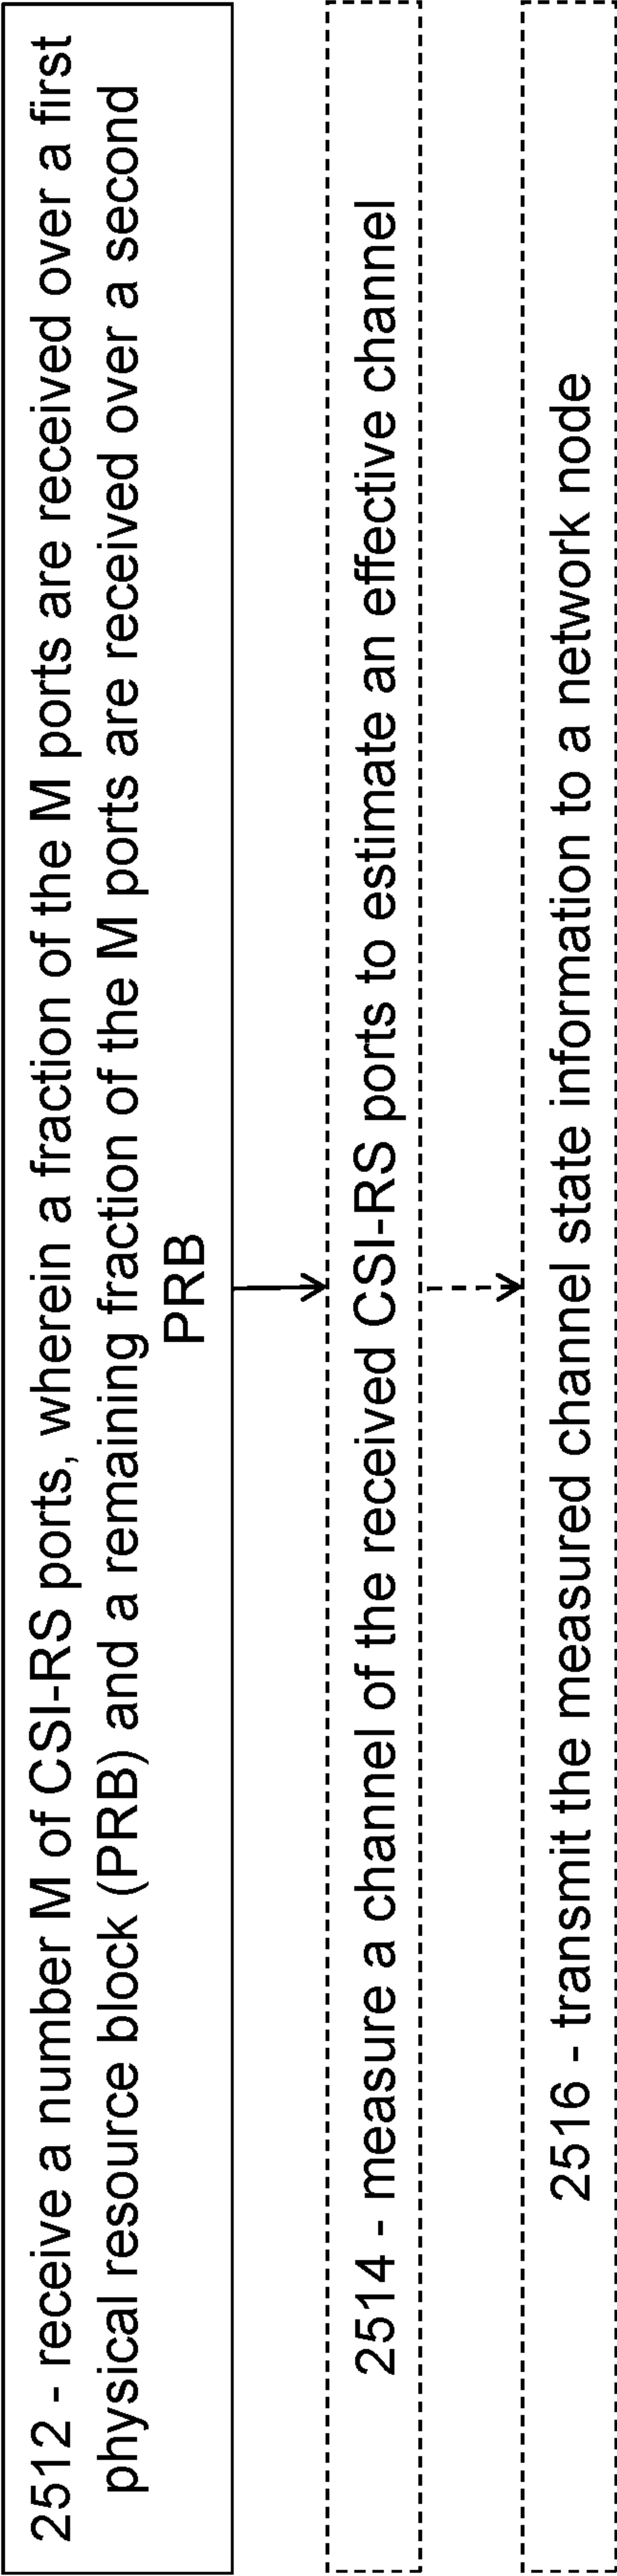 2512 - receive a number M of CSI-RS ports, wherein a fraction of the M ports are received over a first
physical resource block (PRB) and a remaining fraction of the M ports are received over a second
PRB
2514 - measure a channel of the received CSI-RS ports to estimate an effective channel
2516 - transmit the measured channel state information to a network node